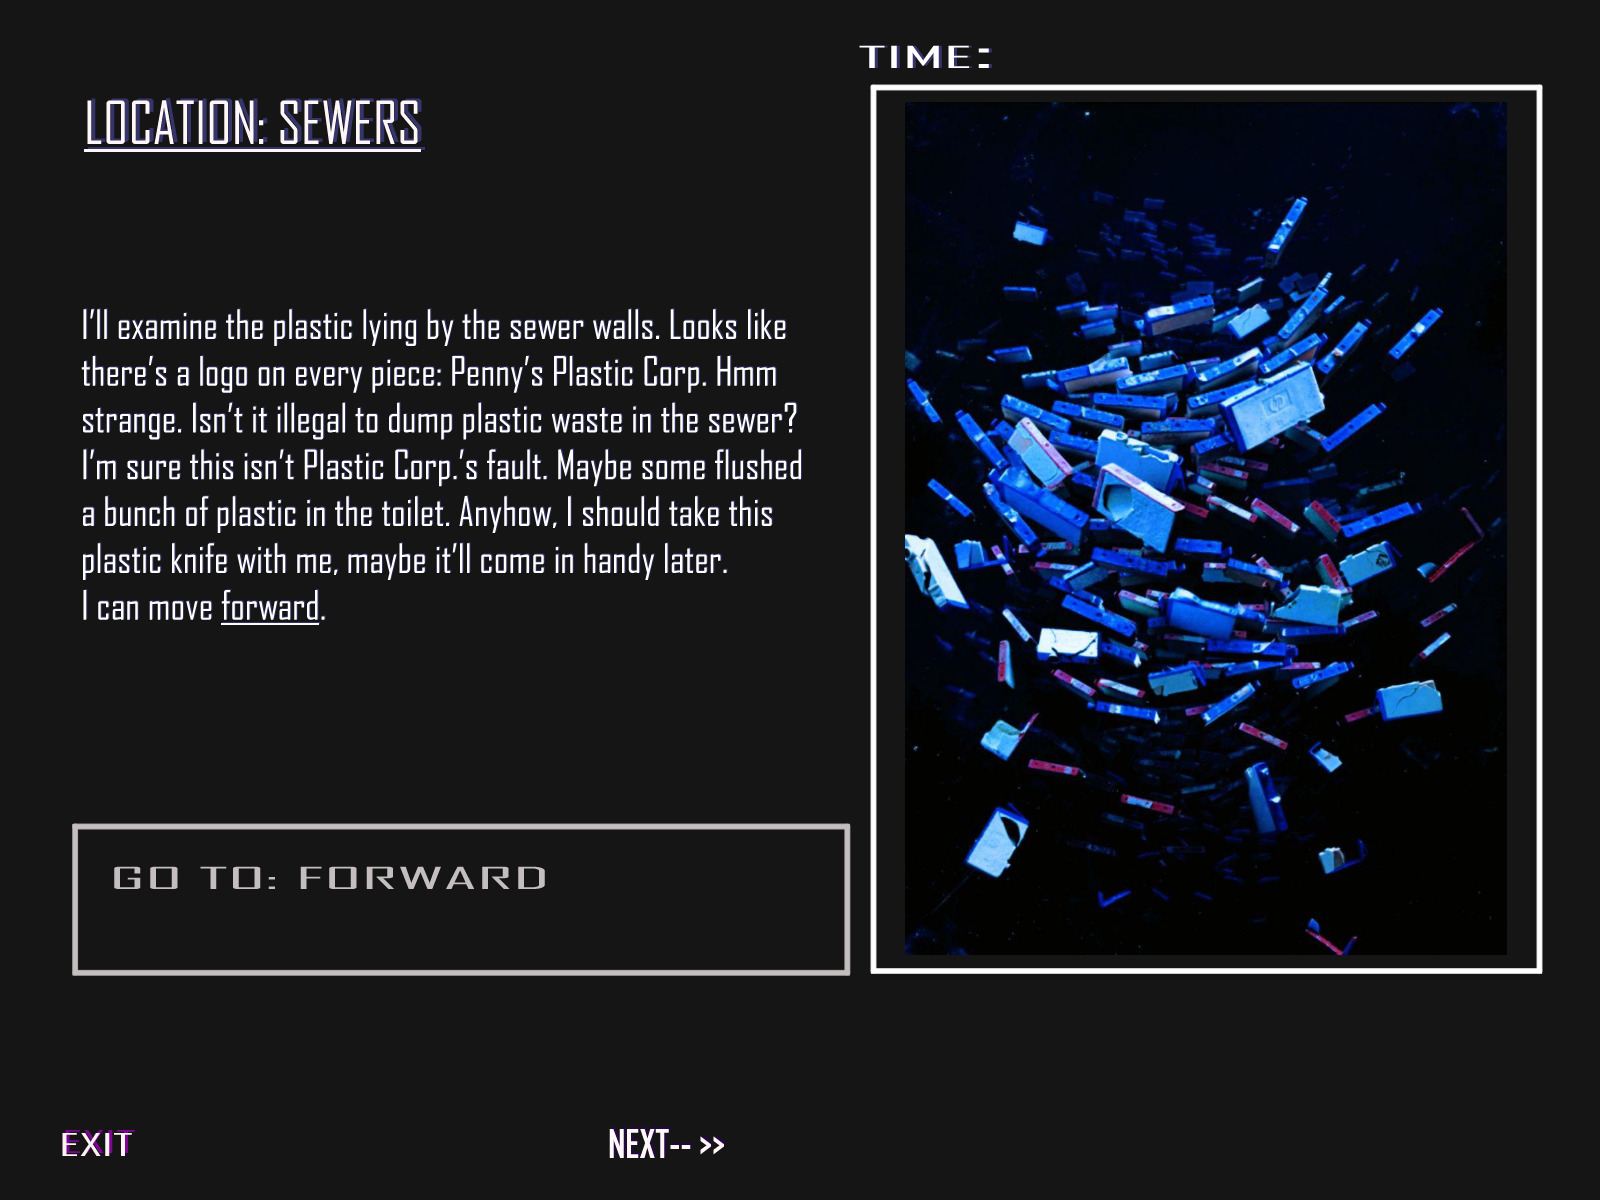 TIME:
LOCATION: SEWERS
I'll examine the plastic lying by the sewer walls. Looks like
there's a logo on every piece: Penny's Plastic Corp. Hmm
strange. Isn't it illegal to dump plastic waste in the sewer?
I'm sure this isn't Plastic Corp.'s fault. Maybe some flushed
a bunch of plastic in the toilet. Anyhow, I should take this
plastic knife with me, maybe it'll come in handy later.
I can move forward.
GO TO: FORWARD
EXIT
NEXT-- >>